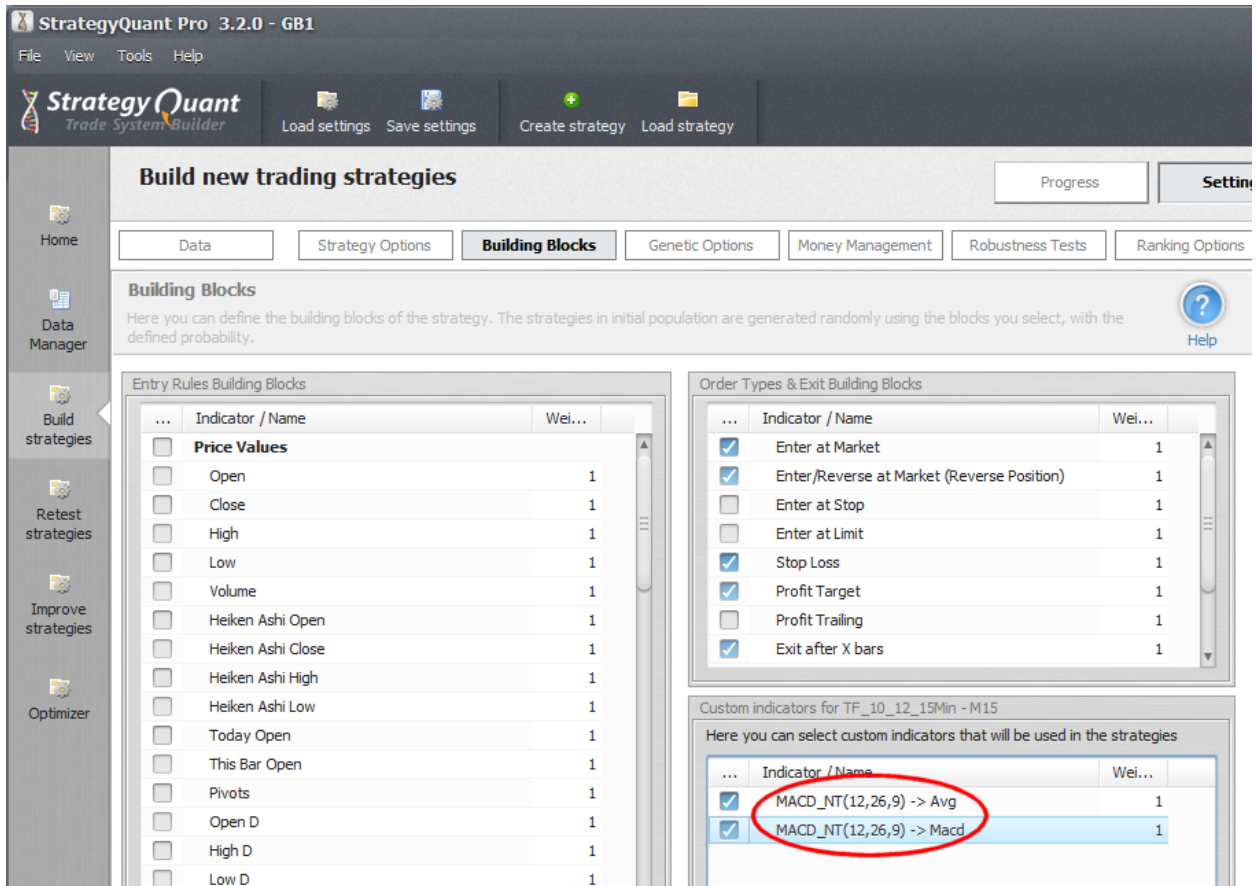 StrategyQuant Pro 3.2.0 - GB1
File View Tools Help
StrategyQuant
Trade System Builder
Load settings Save settings Create strategy Load strategy
Build new trading strategies
Progress Setting
Home
Data Strategy Options Building Blocks Genetic Options Money Management Robustness Tests Ranking Options
Building Blocks
Here you can define the building blocks of the strategy. The strategies in initial population are generated randomly using the blocks you select, with the
defined probability.
Help
Data
Manager
Build
strategies
Retest
strategies
Improve
strategies
Optimizer
Entry Rules Building Blocks
... Indicator / Name Wei...
Price Values
Open 1
Close 1
High 1
Low 1
Volume 1
Heiken Ashi Open 1
Heiken Ashi Close 1
Heiken Ashi High 1
Heiken Ashi Low 1
Today Open 1
This Bar Open 1
Pivots 1
Open D 1
High D 1
Low D 1
Order Types & Exit Building Blocks
... Indicator / Name Wei...
Enter at Market 1
Enter/Reverse at Market (Reverse Position) 1
Enter at Stop 1
Enter at Limit 1
Stop Loss 1
Profit Target 1
Profit Trailing 1
Exit after X bars 1
Custom indicators for TF_10_12_15Min - M15
Here you can select custom indicators that will be used in the strategies
... Indicator / Name Wei...
MACD_NT(12,26,9) -> Avg 1
MACD_NT(12,26,9) -> Macd 1